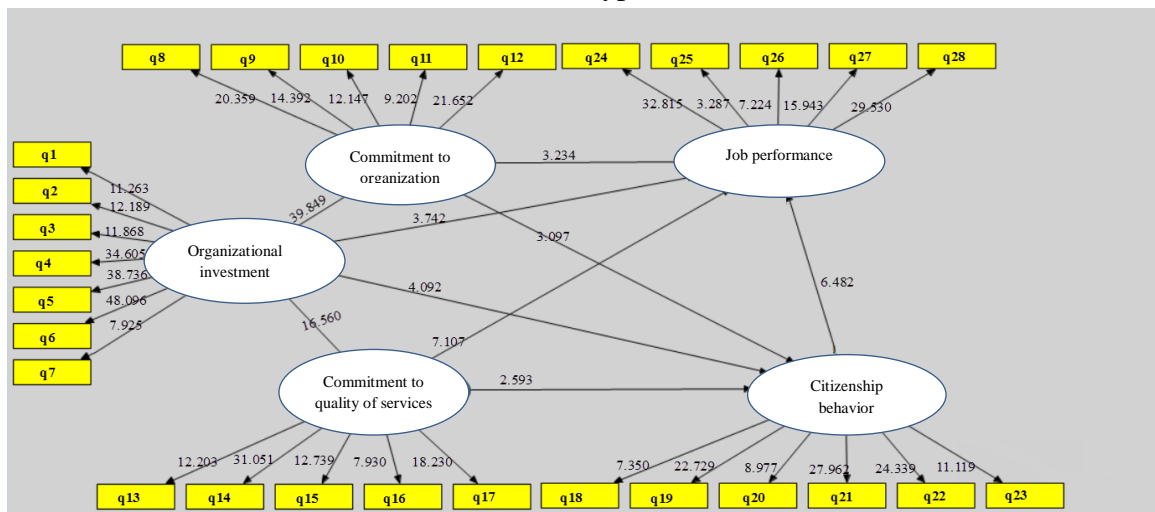 q8 q9 q10 q11 q12 q24 q25 q26 q27 q28
20.359 14.392 12.147 9.202 21.652 32.815 3.287 7.224 15.943 29.530
q1
q2
q3
q4
q5
q6
q7
11.263
12.189
11.868
34.605
38.736
48.096
7.925
Commitment to
organization
Job performance
3.234
39.849
3.742
3.097
Organizational
investment
4.092
6.482
16.560
7.107
Commitment to
quality of services
2.593
Citizenship
behavior
12.203 31.051 12.739 7.930 18.230 7.350 22.729 8.977 27.962 24.339 11.119
q13 q14 q15 q16 q17 q18 q19 q20 q21 q22 q23